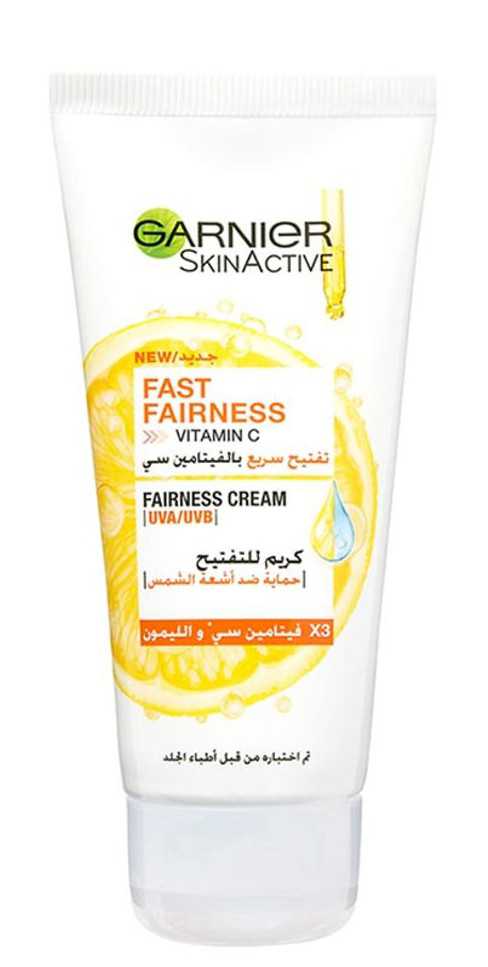 GARNIER
SKINACTIVE
NEW/جديد
FAST
FAIRNESS
VITAMIN C
تفتيح سريع بالفيتامين سي
FAIRNESS CREAM
|UVA/UVB|
كريم للتفتيح
|حماية ضد أشعة الشمس|
X3 فيتامين سي* و الليمون
تم اختباره من قبل أطباء الجلد